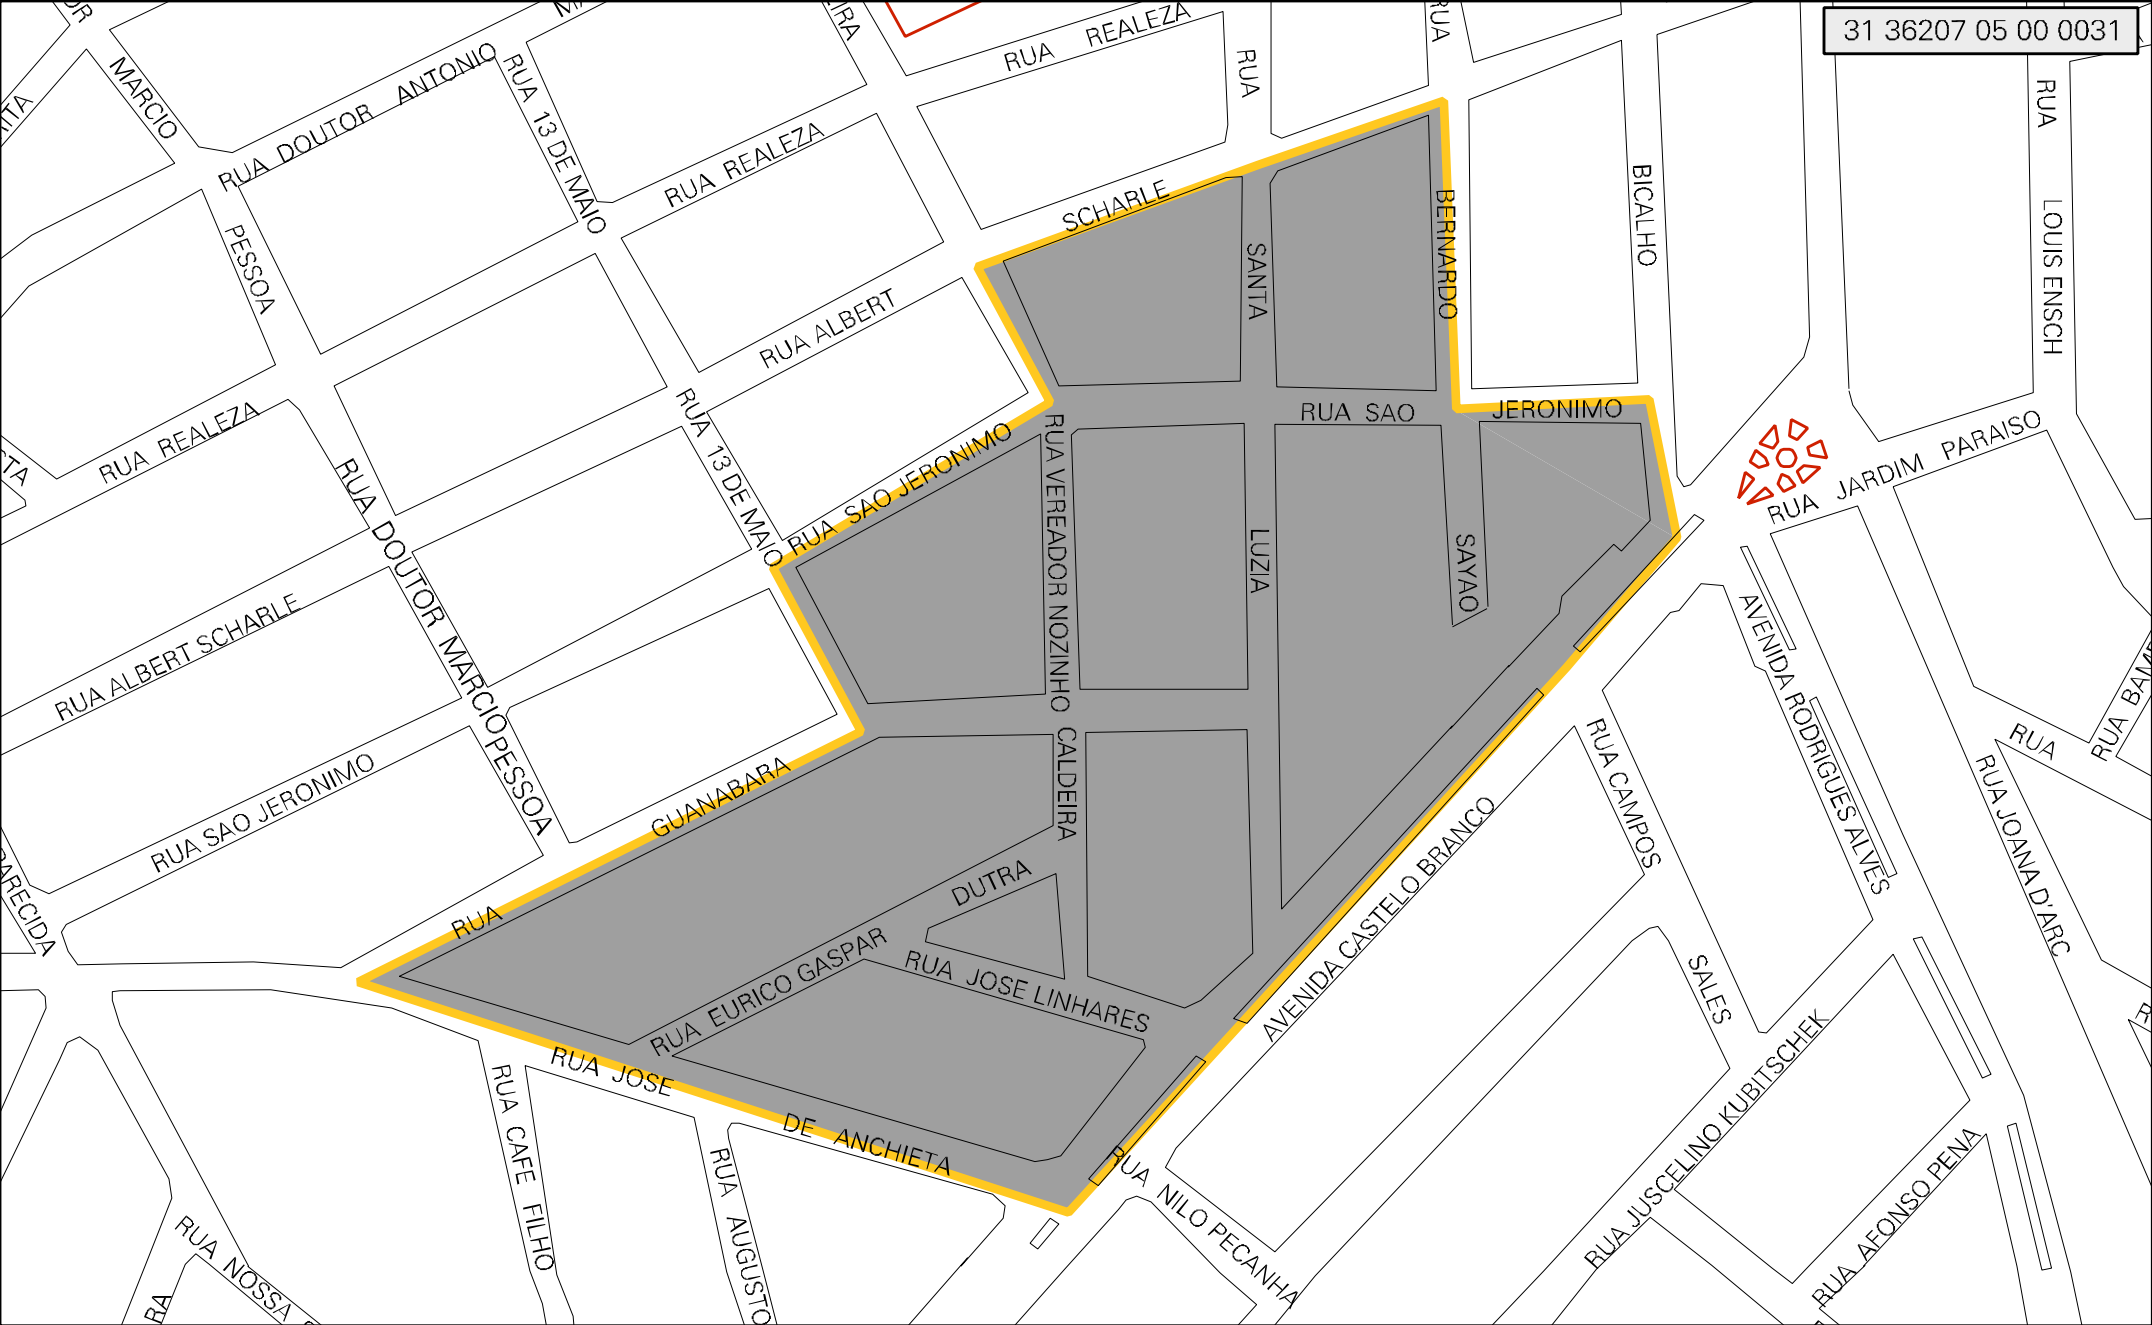 31 36207 05 00 0031
MARCIO
RUA DOUTOR ANTONIO
RUA 13 DE MAIO
RUA REALEZA
RUA REALEZA
RUA
RUA
RUA
PESSOA
SCHARLE
SANTA
BERNARDO
BICALHO
LOUIS ENSCH
RUA ALBERT
RUA REALEZA
RUA 13 DE MAIO
RUA SAO JERONIMO
RUA SAO
JERONIMO
RUA JARDIM PARAISO
RUA DOUTOR MARCIO PESSOA
RUA VEREADOR NOZINHO
CALDEIRA
LUZIA
SAYAO
RUA ALBERT SCHARLE
AVENIDA RODRIGUES ALVES
RUA SAO JERONIMO
GUANABARA
RUA
RUA CAMPOS
SALES
RUA
RUA JOANA D'ARC
AVENIDA CASTELO BRANCO
DUTRA
RUA EURICO GASPAR
RUA JOSE LINHARES
RUA JOSE
DE ANCHIETA
RUA CAFE FILHO
RUA AUGUSTO
RUA NILO PECANHA
RUA JUSCELINO KUBITSCHEK
RUA AFONSO PENA
RUA NOSSA